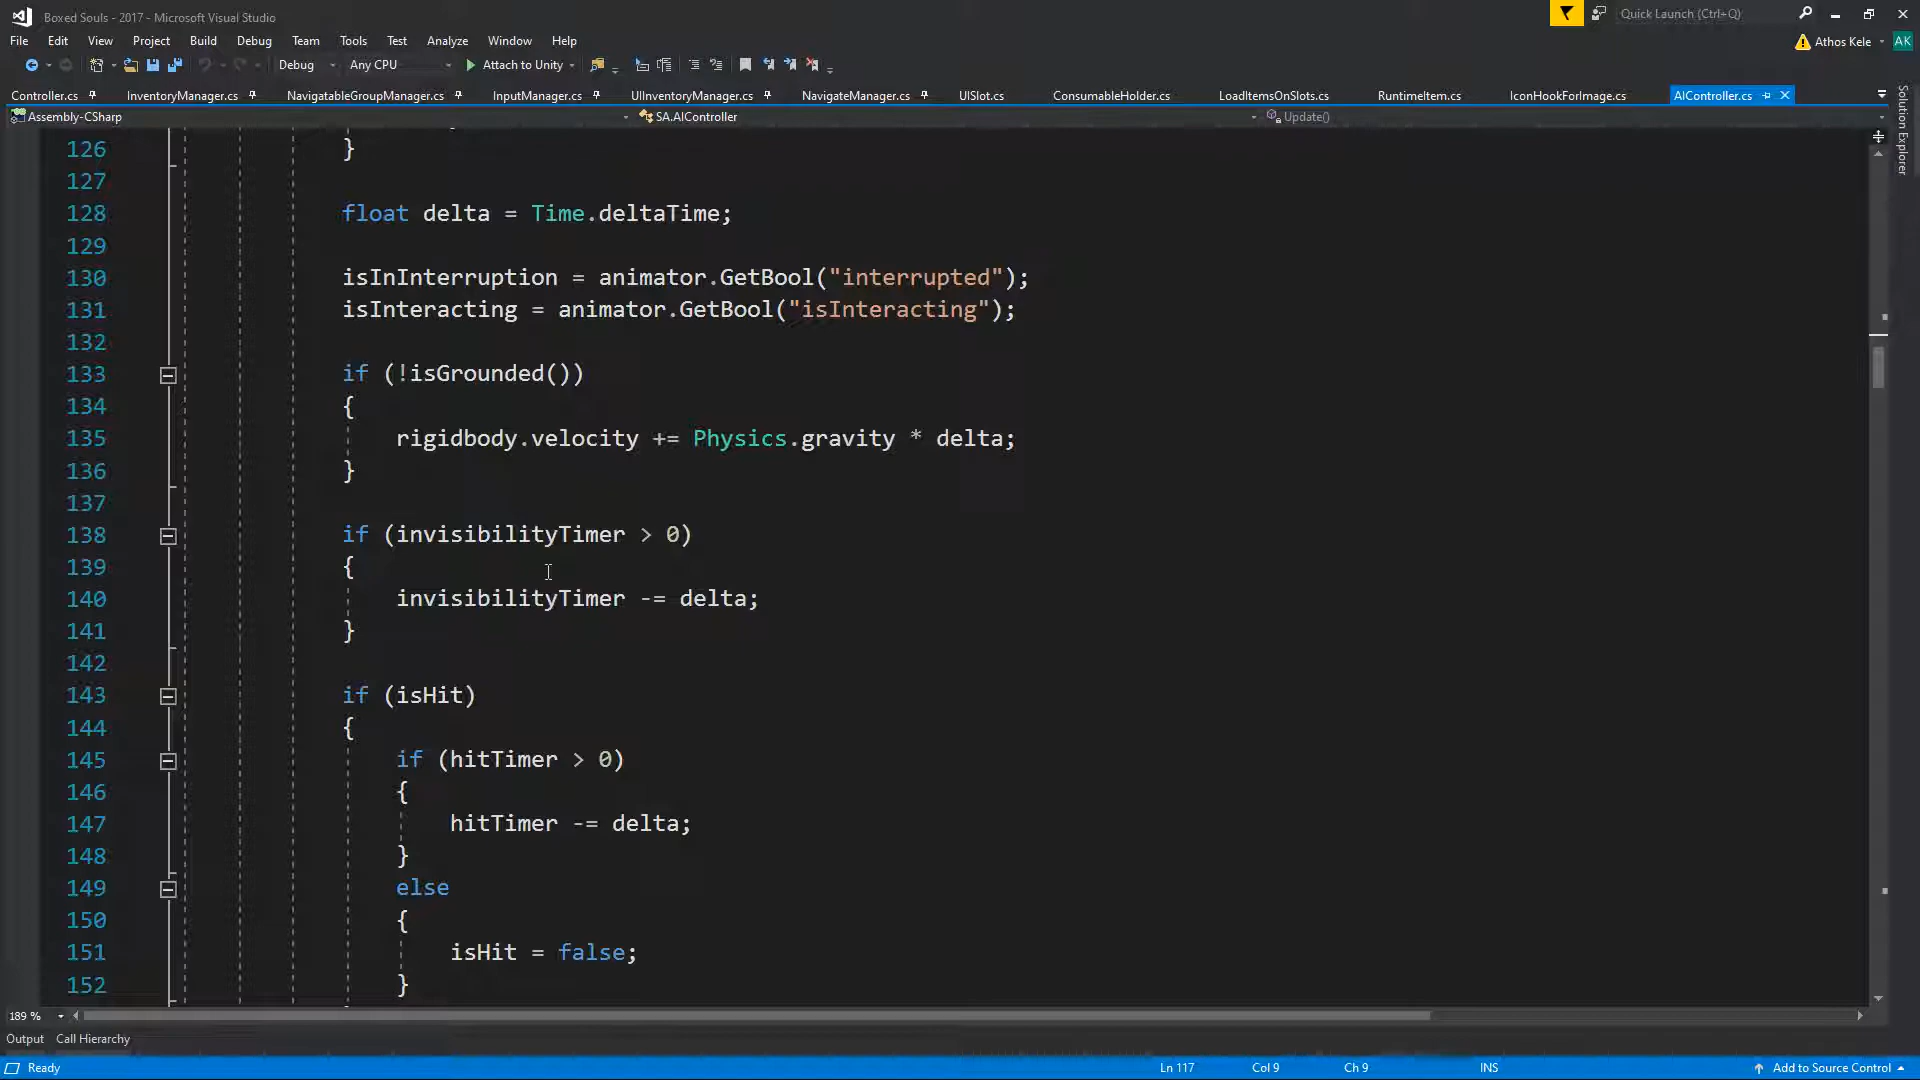 Boxed Souls - 2017 - Microsoft Visual Studio
Quick Launch (Ctrl+Q)
File Edit View Project Build Debug Team Tools Test Analyze Window Help
Athos Kele AK
Debug Any CPU Attach to Unity
Controller.cs InventoryManager.cs NavigatableGroupManager.cs InputManager.cs UIInventoryManager.cs NavigateManager.cs UISlot.cs ConsumableHolder.cs LoadItemsOnSlots.cs RuntimeItem.cs IconHookForImage.cs AIController.cs
Solution Explorer
Assembly-CSharp SA.AIController Update()
126 }
127
128 float delta = Time.deltaTime;
129
130 isInInterruption = animator.GetBool("interrupted");
131 isInteracting = animator.GetBool("isInteracting");
132
133 if (!isGrounded())
134 {
135 rigidbody.velocity += Physics.gravity * delta;
136 }
137
138 if (invisibilityTimer > 0)
139 {
140 invisibilityTimer -= delta;
141 }
142
143 if (isHit)
144 {
145 if (hitTimer > 0)
146 {
147 hitTimer -= delta;
148 }
149 else
150 {
151 isHit = false;
152 }
189 %
Output Call Hierarchy
Ready Ln 117 Col 9 Ch 9 INS Add to Source Control